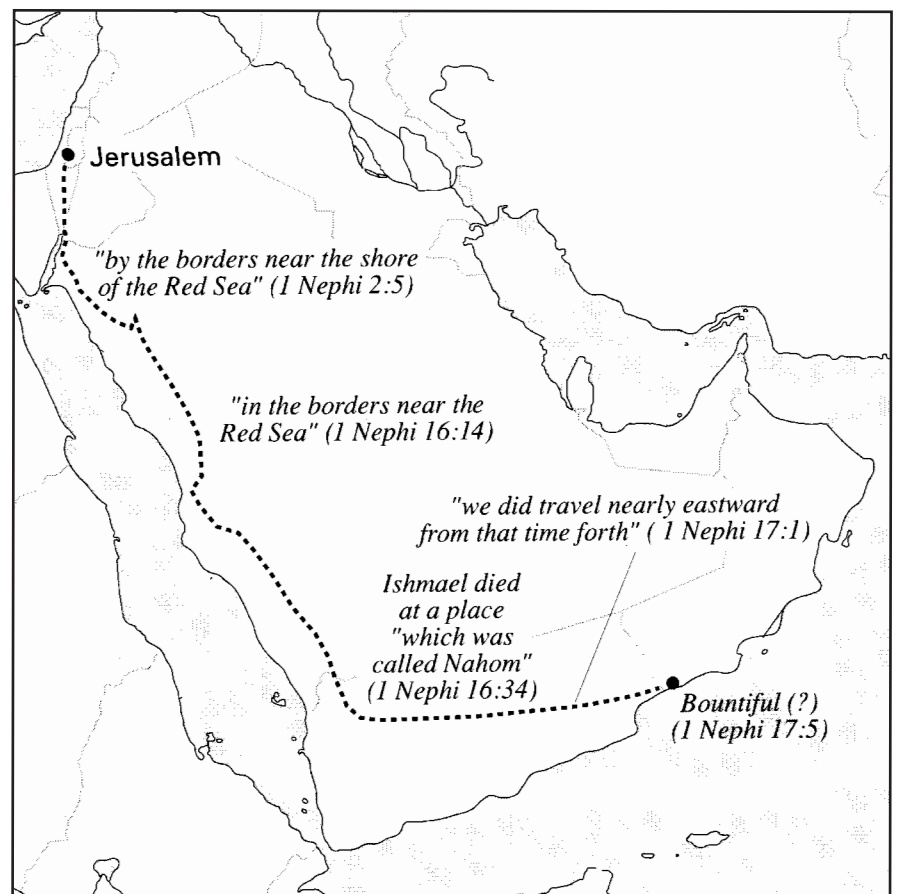 Jerusalem
"by the borders near the shore
of the Red Sea" (1 Nephi 2:5)
"in the borders near the
Red Sea" (1 Nephi 16:14)
"we did travel nearly eastward
from that time forth" ( 1 Nephi 17:1)
Ishmael died
at a place
"which was
called Nahom"
(1 Nephi 16:34)
Bountiful (?)
(1 Nephi 17:5)